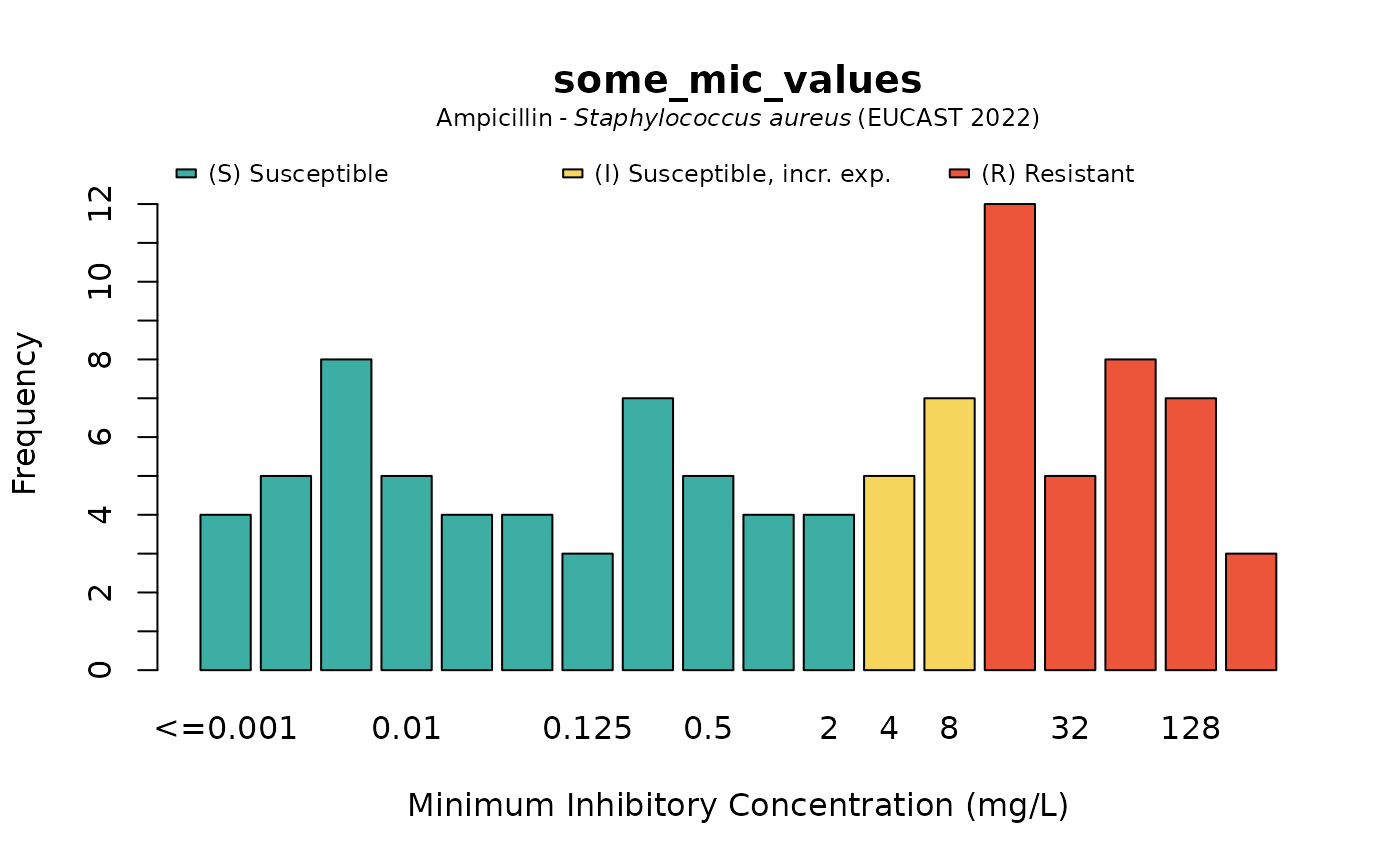 some_mic_values
Ampicillin - Staphylococcus aureus (EUCAST 2022)
(S) Susceptible (I) Susceptible, incr. exp. (R) Resistant
12
10
8
6
4
2
0
Frequency
<=0.001 0.01 0.125 0.5 2 4 8 32 128
Minimum Inhibitory Concentration (mg/L)